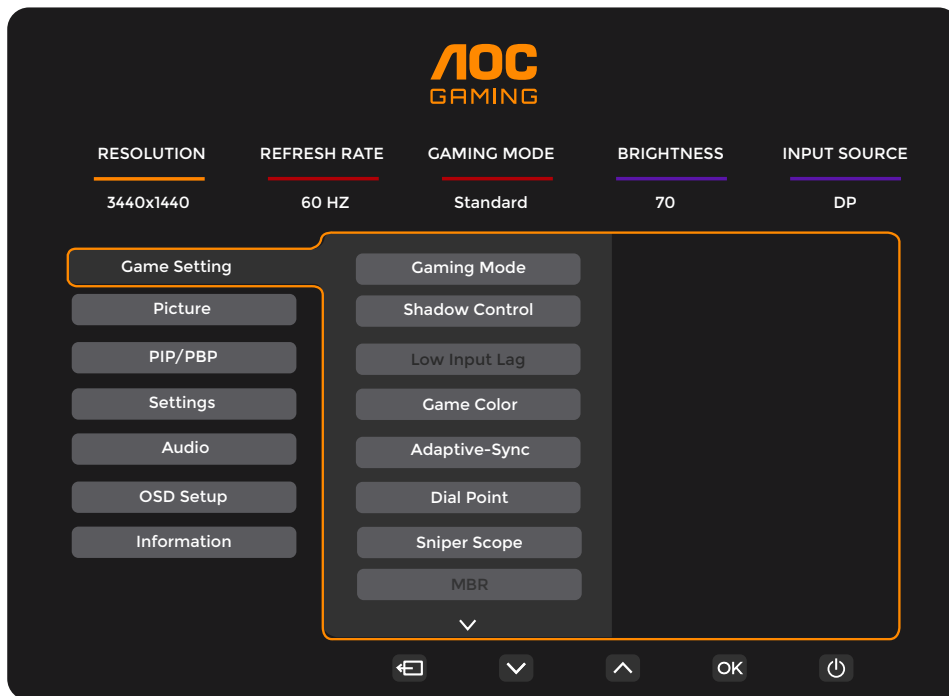 AOC
GAMING
RESOLUTION REFRESH RATE GAMING MODE BRIGHTNESS INPUT SOURCE
3440x1440 60 HZ Standard 70 DP
Game Setting
Picture
PIP/PBP
Settings
Audio
OSD Setup
Information
Gaming Mode
Shadow Control
Low Input Lag
Game Color
Adaptive-Sync
Dial Point
Sniper Scope
MBR
OK